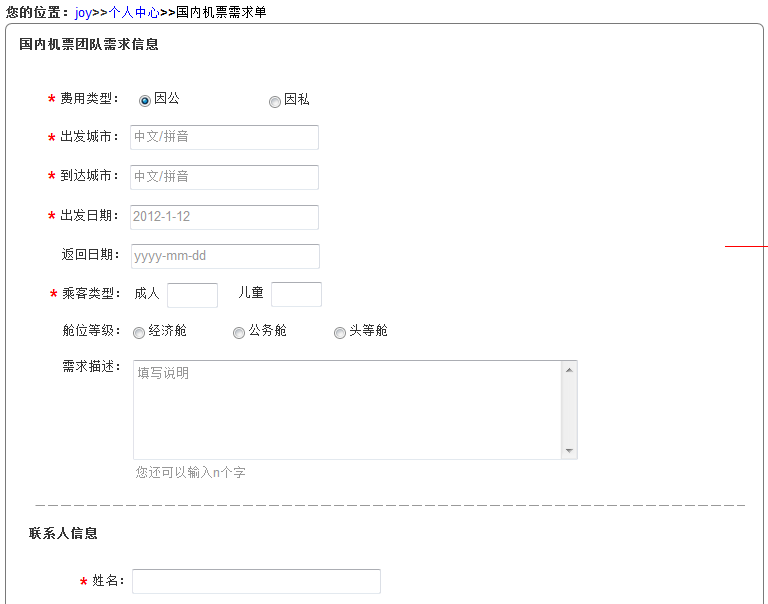 您的位置：joy>>个人中心>>国内机票需求单
国内机票团队需求信息
* 费用类型： 因公 因私
* 出发城市： 中文/拼音
* 到达城市： 中文/拼音
* 出发日期： 2012-1-12
返回日期： yyyy-mm-dd
* 乘客类型： 成人 儿童
舱位等级： 经济舱 公务舱 头等舱
需求描述： 填写说明
您还可以输入n个字
联系人信息
* 姓名：